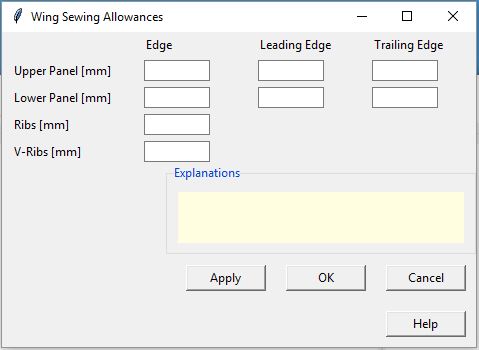 Wing Sewing Allowances
Edge Leading Edge Trailing Edge
Upper Panel [mm]
Lower Panel [mm]
Ribs [mm]
V-Ribs [mm]
Explanations
Apply OK Cancel
Help